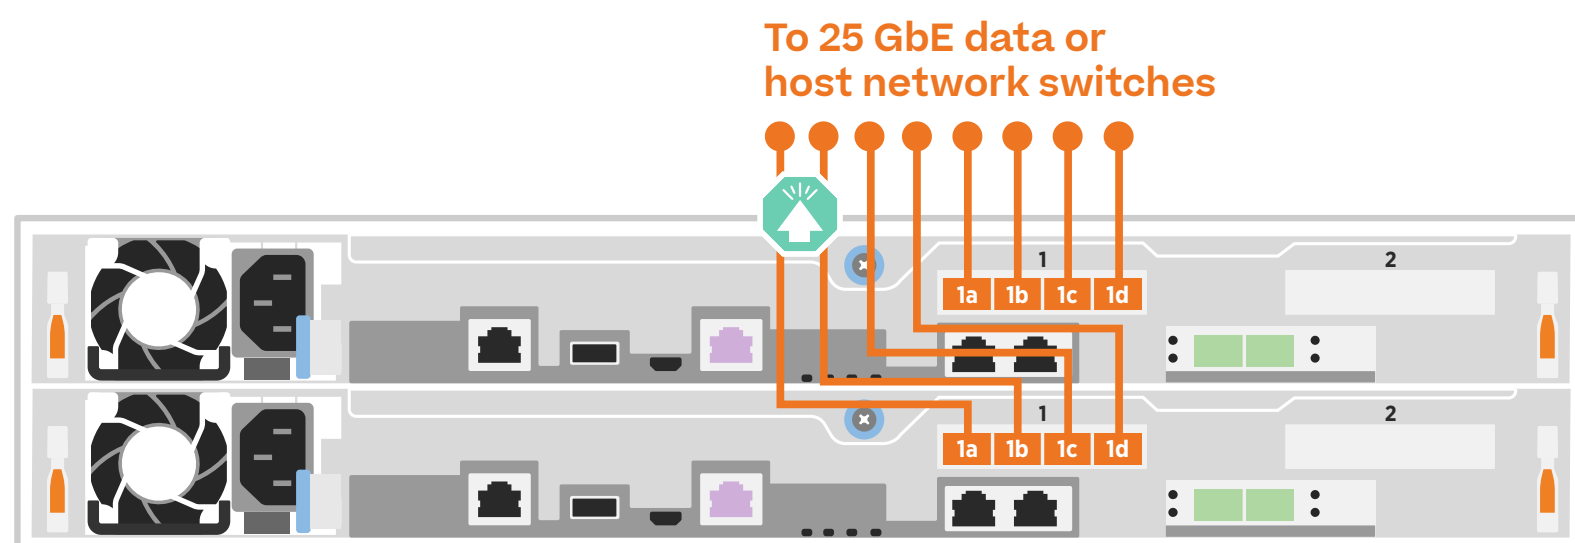 To 25 GbE data or
host network switches
1 2
1a 1b 1c 1d
1 2
1a 1b 1c 1d